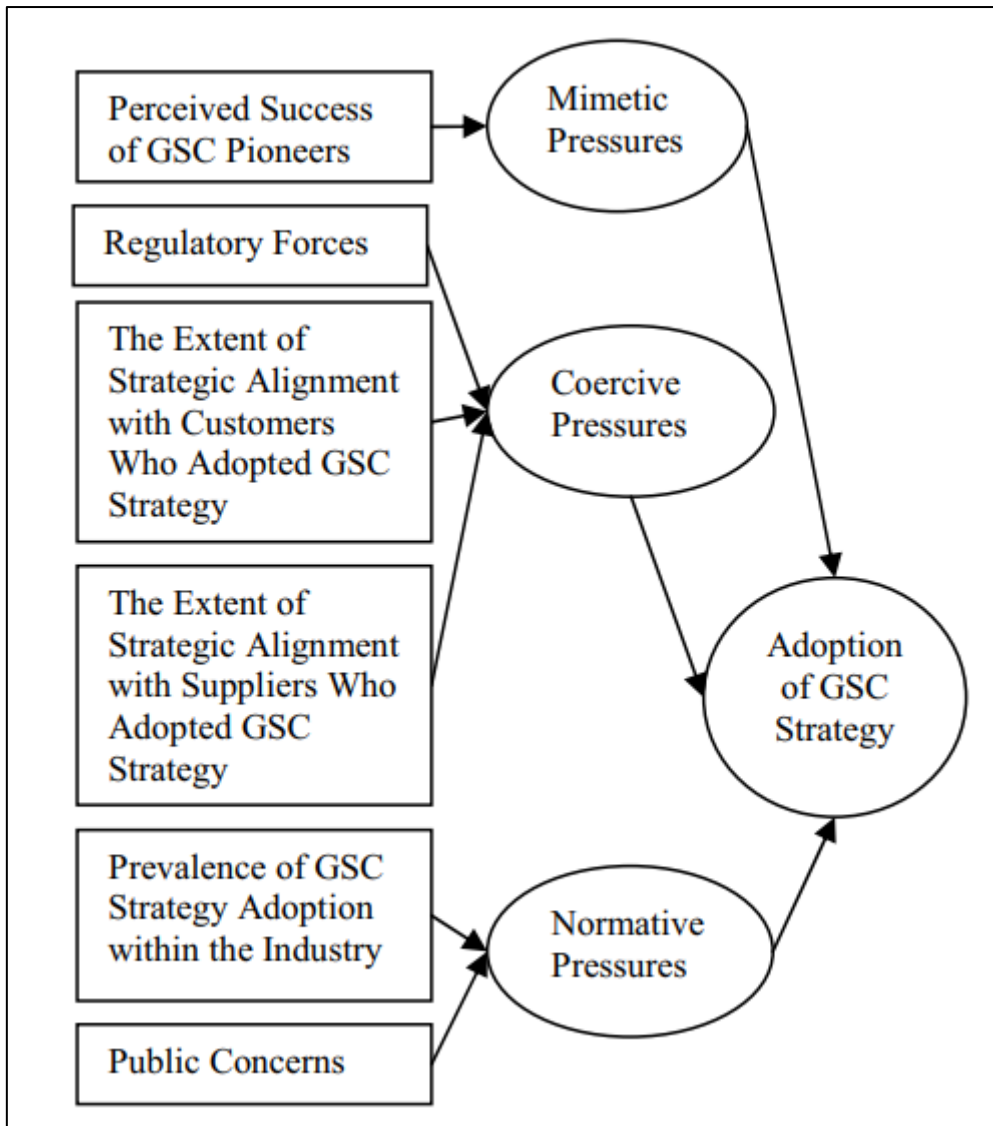 Perceived Success
of GSC Pioneers
Mimetic
Pressures
Regulatory Forces
The Extent of
Strategic Alignment
with Customers
Who Adopted GSC
Strategy
Coercive
Pressures
The Extent of
Strategic Alignment
with Suppliers Who
Adopted GSC
Strategy
Adoption
of GSC
Strategy
Prevalence of GSC
Strategy Adoption
within the Industry
Normative
Pressures
Public Concerns